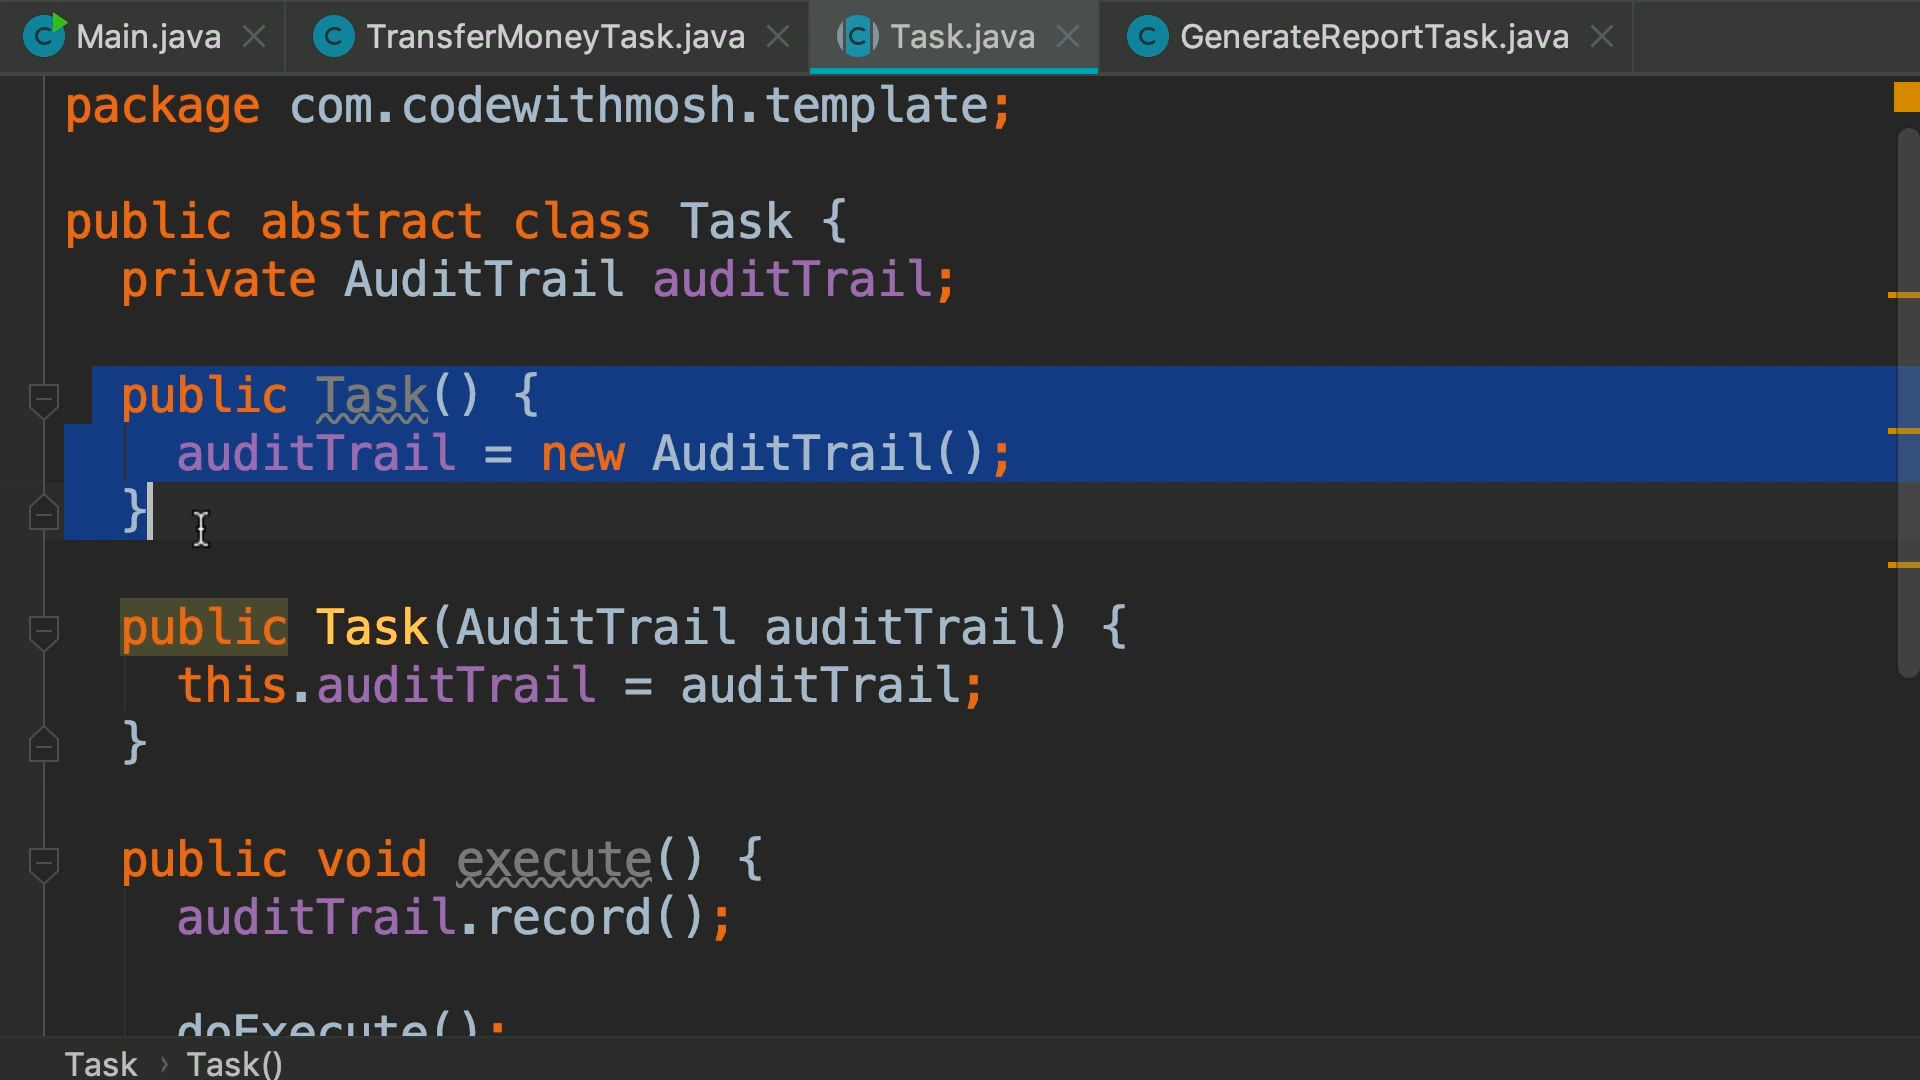 Main.java TransferMoneyTask.java Task.java GenerateReportTask.java
package com.codewithmosh.template;
public abstract class Task {
private AuditTrail auditTrail;
public Task() {
auditTrail = new AuditTrail();
}
public Task(AuditTrail auditTrail) {
this.auditTrail = auditTrail;
}
public void execute() {
auditTrail.record();
doExecute();
Task › Task()